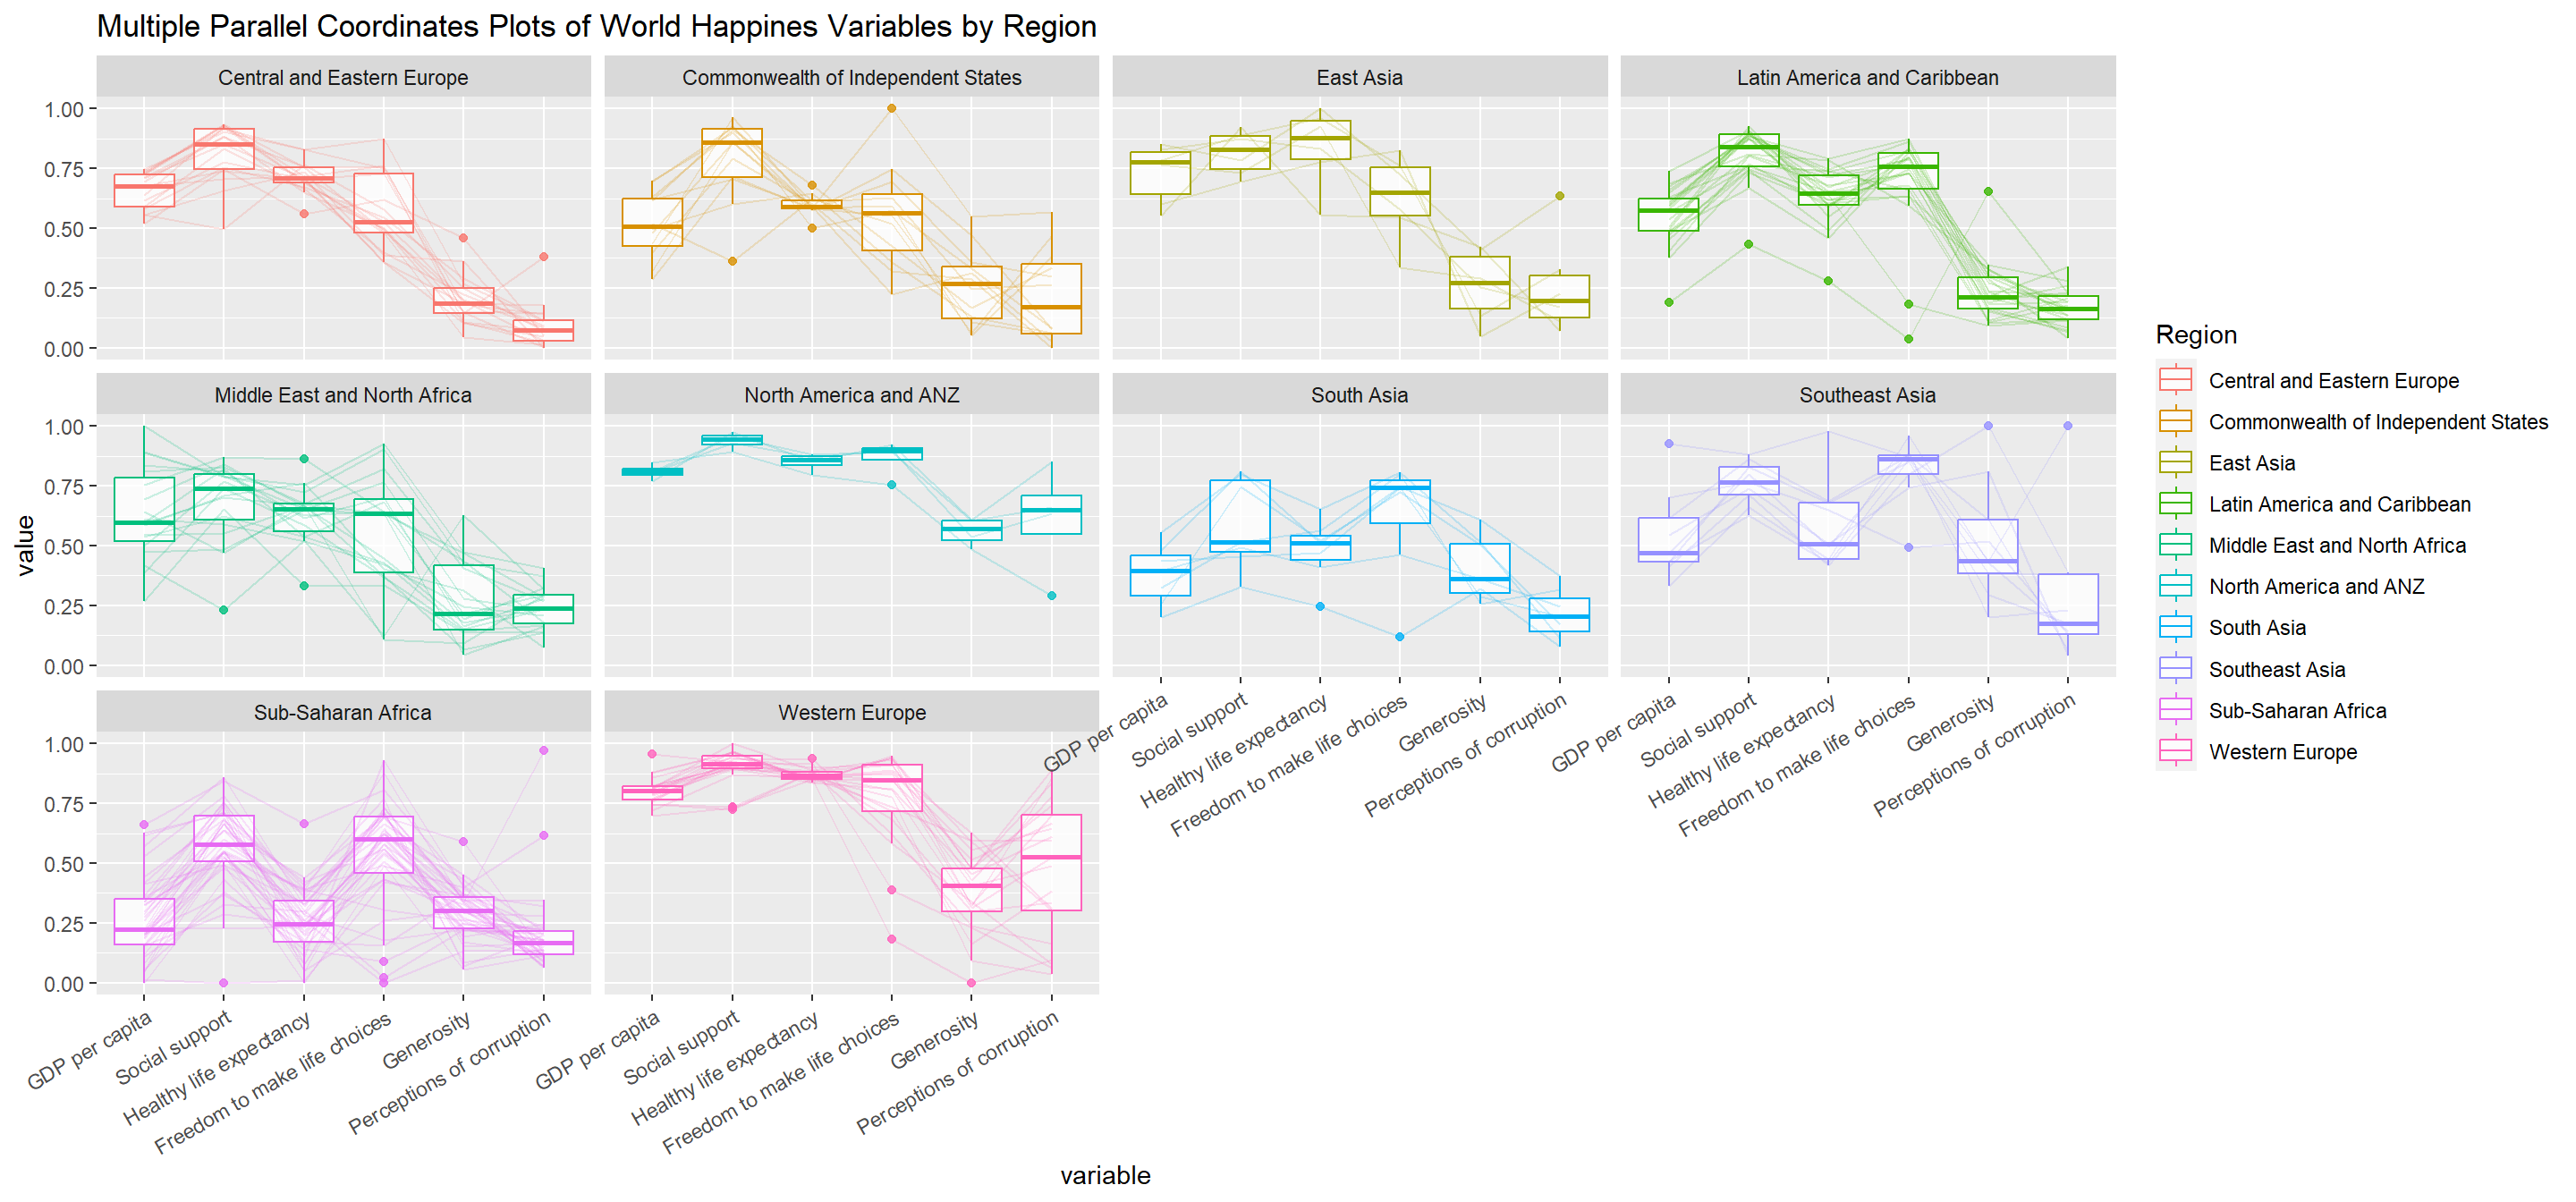 Multiple Parallel Coordinates Plots of World Happines Variables by Region
Central and Eastern Europe
Commonwealth of Independent States
East Asia
Latin America and Caribbean
1.00
0.75
0.50
0.25
0.00
Middle East and North Africa
North America and ANZ
South Asia
Southeast Asia
1.00
0.75
0.50
0.25
0.00
GDP per capita
Social support
Healthy life expectancy
Freedom to make life choices
Generosity
Perceptions of corruption
GDP per capita
Social support
Healthy life expectancy
Freedom to make life choices
Generosity
Perceptions of corruption
Sub-Saharan Africa
Western Europe
1.00
0.75
0.50
0.25
0.00
GDP per capita
Social support
Healthy life expectancy
Freedom to make life choices
Generosity
Perceptions of corruption
GDP per capita
Social support
Healthy life expectancy
Freedom to make life choices
Generosity
Perceptions of corruption
value
variable
Region
Central and Eastern Europe
Commonwealth of Independent States
East Asia
Latin America and Caribbean
Middle East and North Africa
North America and ANZ
South Asia
Southeast Asia
Sub-Saharan Africa
Western Europe